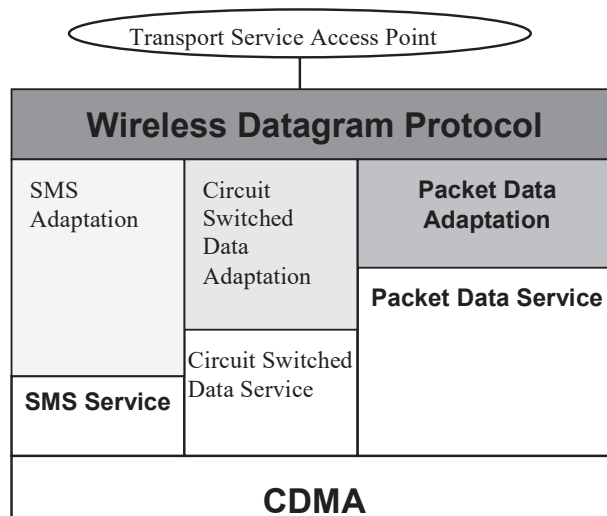 Transport Service Access Point
Wireless Datagram Protocol
SMS
Adaptation
Circuit
Switched
Data
Adaptation
Packet Data
Adaptation
Packet Data Service
Circuit Switched
Data Service
SMS Service
CDMA